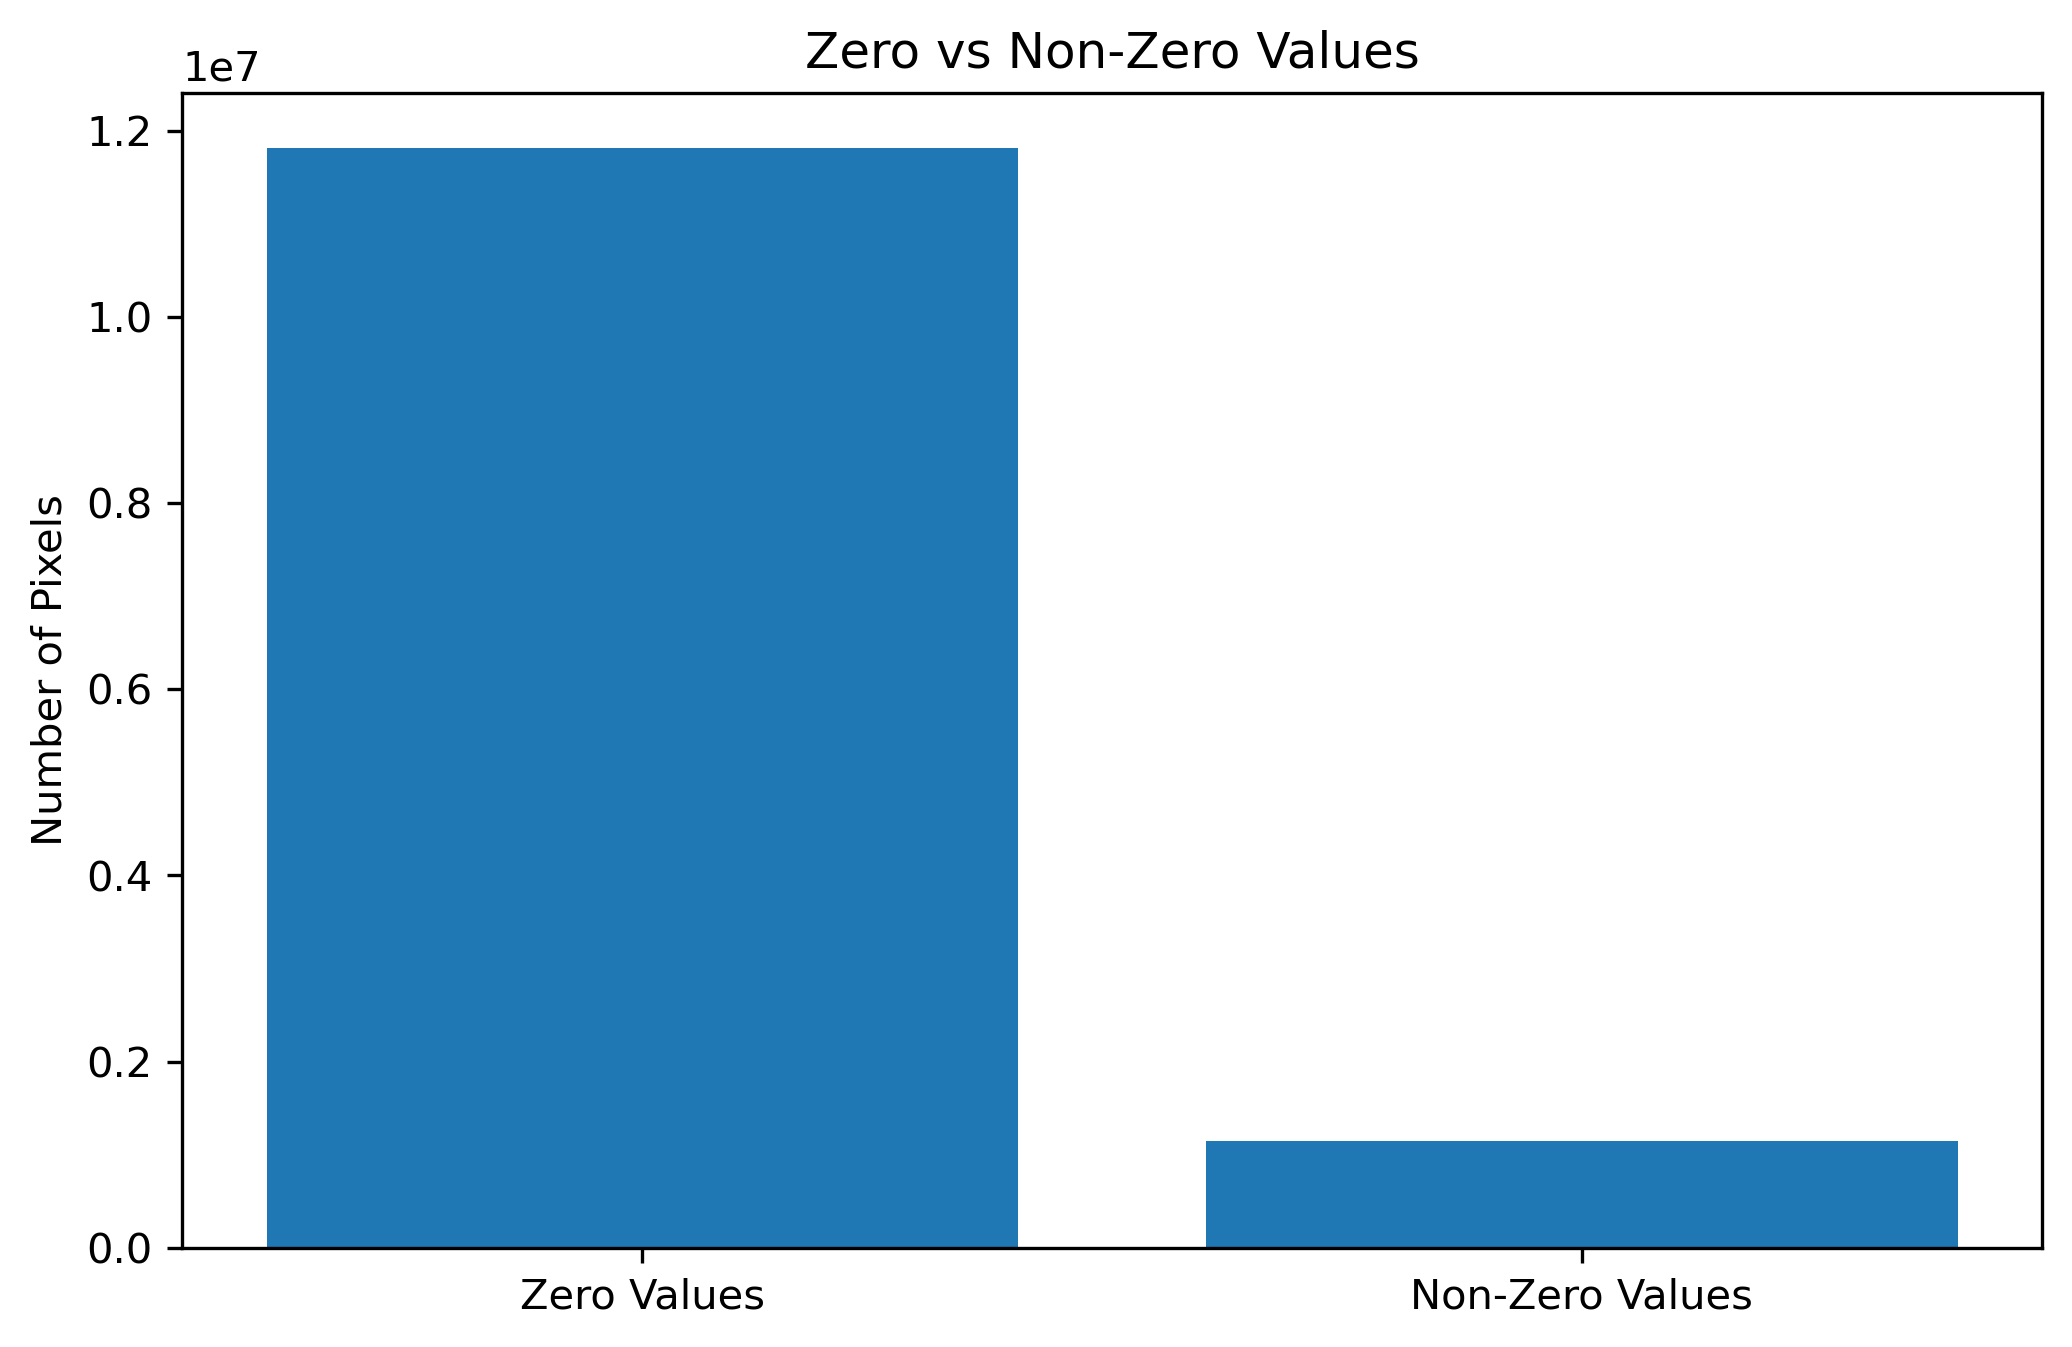 Zero vs Non-Zero Values
1e7
1.2
1.0
0.8
0.6
0.4
0.2
0.0
Number of Pixels
Zero Values
Non-Zero Values